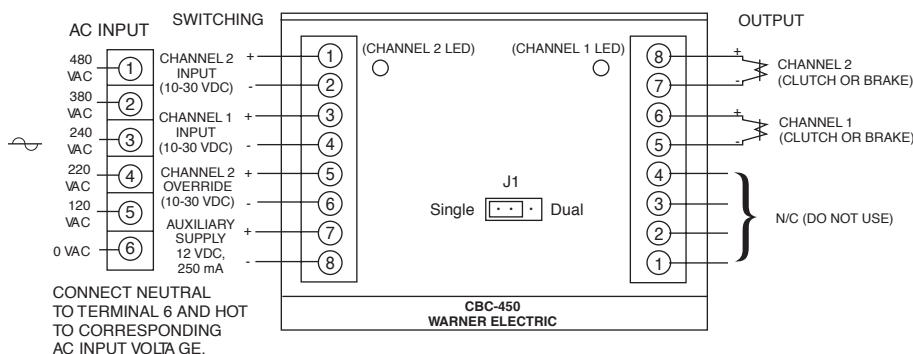 AC INPUT
480
VAC
1
380
VAC
2
240
VAC
3
220
VAC
4
120
VAC
5
0 VAC
6
CONNECT NEUTRAL
TO TERMINAL 6 AND HOT
TO CORRESPONDING
AC INPUT VOLTA GE.
SWITCHING
CHANNEL 2
INPUT
(10-30 VDC)
+ 1
- 2
CHANNEL 1
INPUT
(10-30 VDC)
+ 3
- 4
CHANNEL 2
OVERRIDE
(10-30 VDC)
+ 5
- 6
AUXILIARY
SUPPLY
12 VDC,
250 mA
+ 7
- 8
(CHANNEL 2 LED)
(CHANNEL 1 LED)
J1
Single Dual
CBC-450
WARNER ELECTRIC
OUTPUT
8 +
7 -
CHANNEL 2
(CLUTCH OR BRAKE)
6 +
5 -
CHANNEL 1
(CLUTCH OR BRAKE)
4
3
2
1
N/C (DO NOT USE)